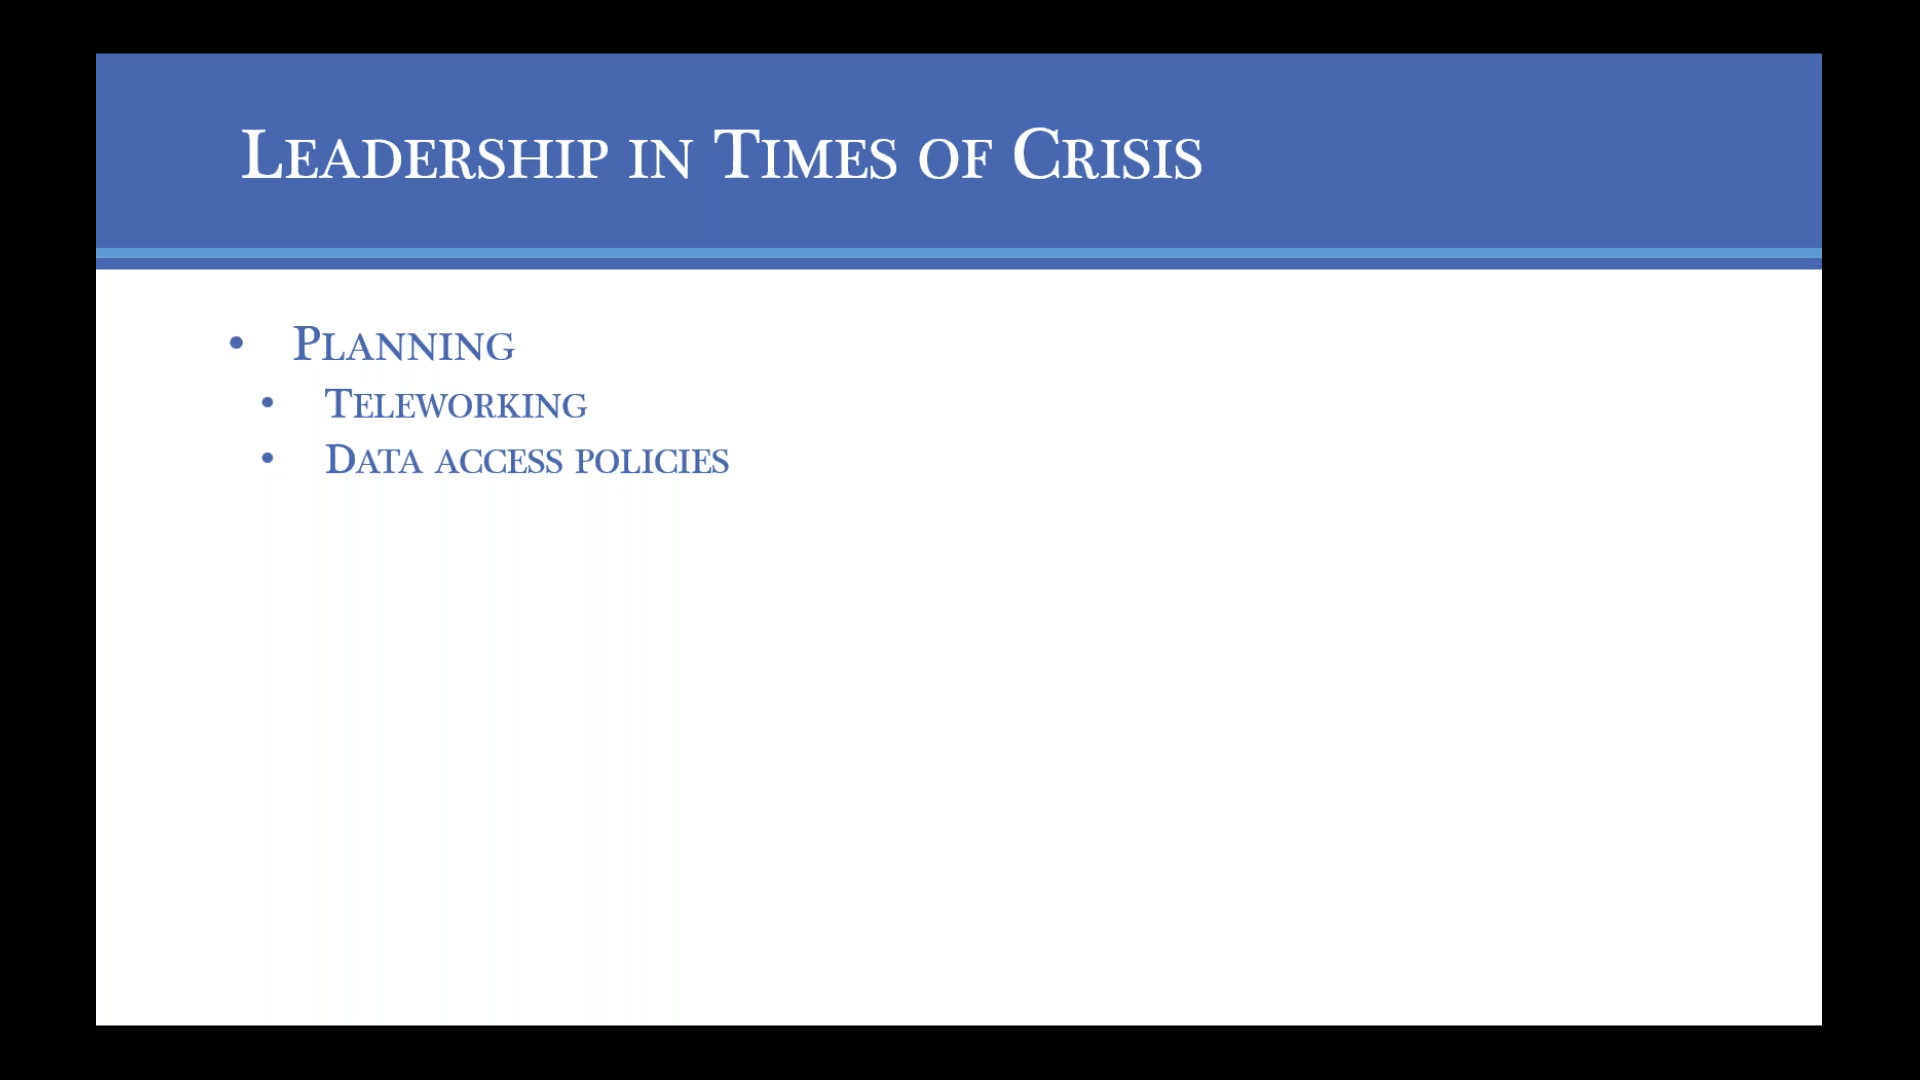 Leadership in Times of Crisis
• Planning
• Teleworking
• Data access policies